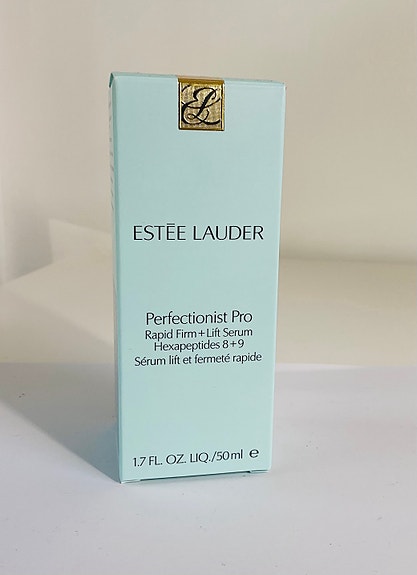 EL
ESTĒE LAUDER
Perfectionist Pro
Rapid Firm+Lift Serum
Hexapeptides 8+9
Sérum lift et fermeté rapide
1.7 FL. OZ. LIQ./50 ml ℮